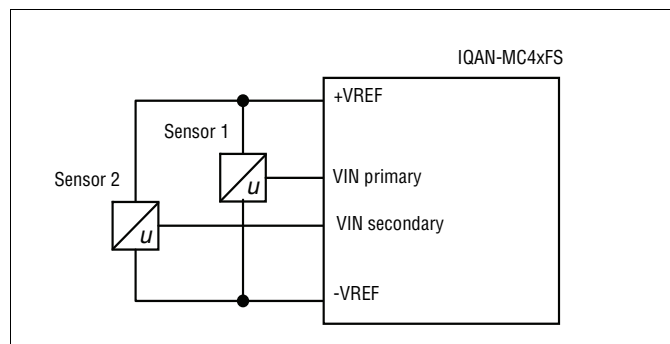 IQAN-MC4xFS
+VREF
Sensor 1
u
VIN primary
Sensor 2
u
VIN secondary
-VREF